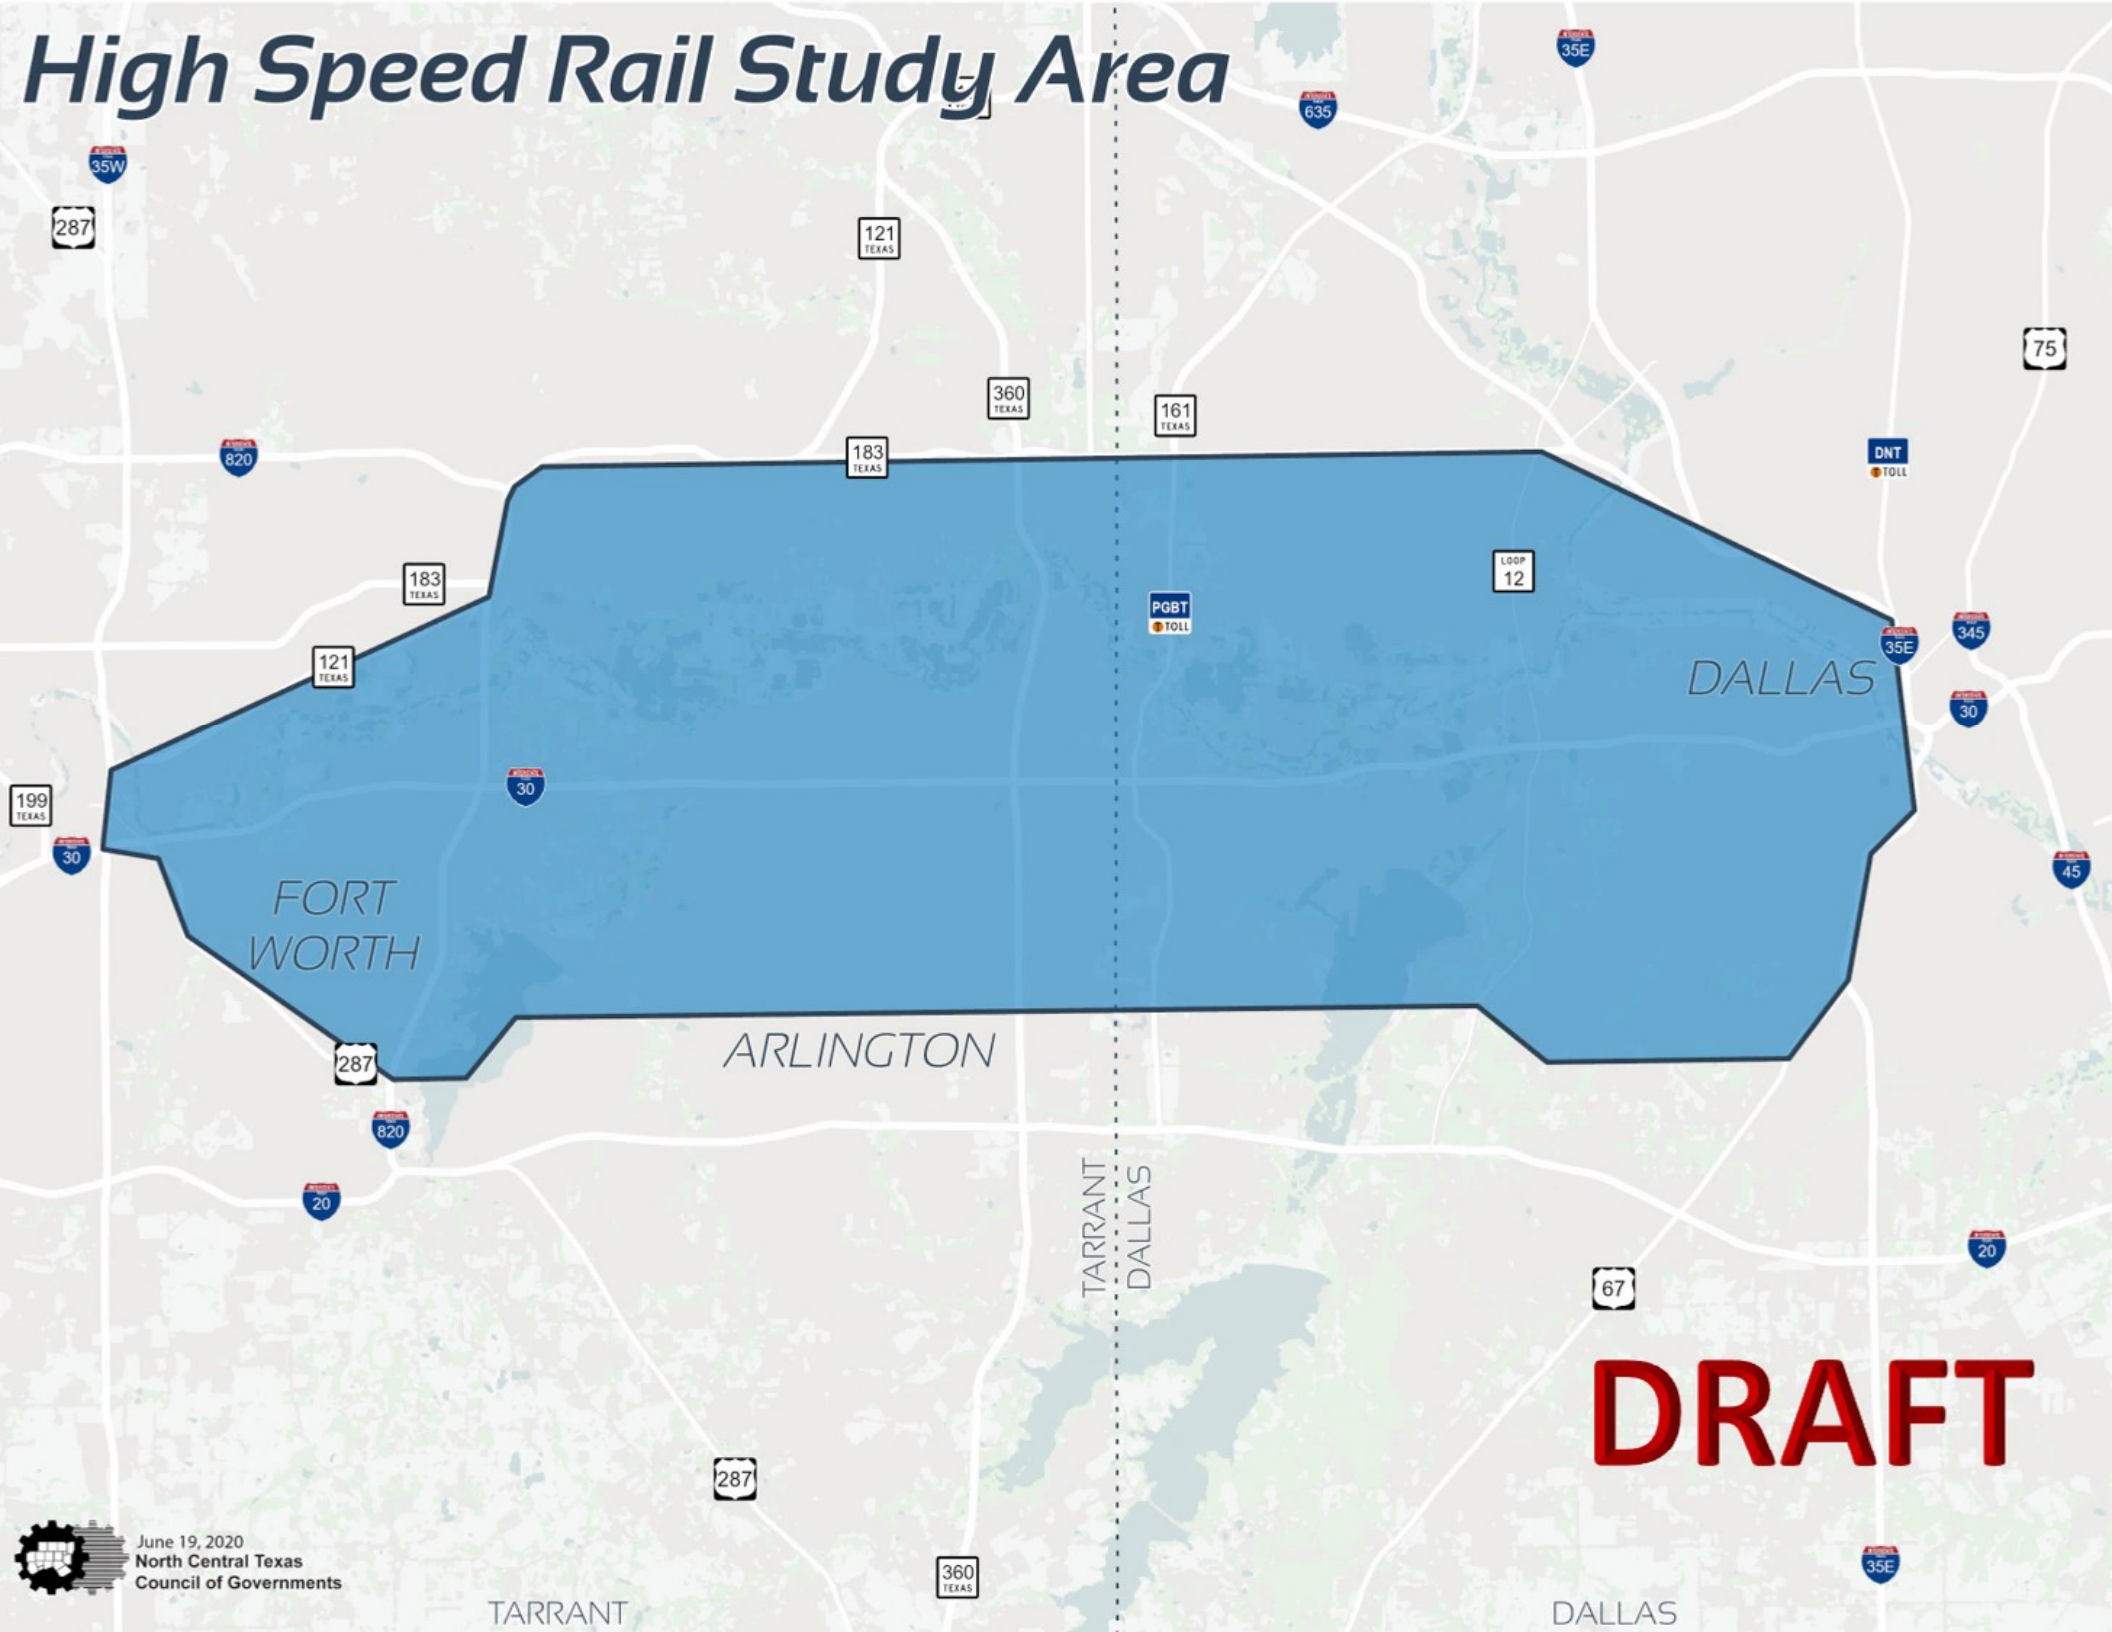 High Speed Rail Study Area
35E
635
35W
287
121
TEXAS
75
360
TEXAS
161
TEXAS
183
TEXAS
820
DNT
TOLL
183
TEXAS
LOOP
12
PGBT
TOLL
345
35E
121
TEXAS
DALLAS
30
30
199
TEXAS
30
45
FORT
WORTH
ARLINGTON
287
820
20
TARRANT
DALLAS
20
67
DRAFT
287
35E
360
TEXAS
June 19, 2020
North Central Texas
Council of Governments
TARRANT
DALLAS